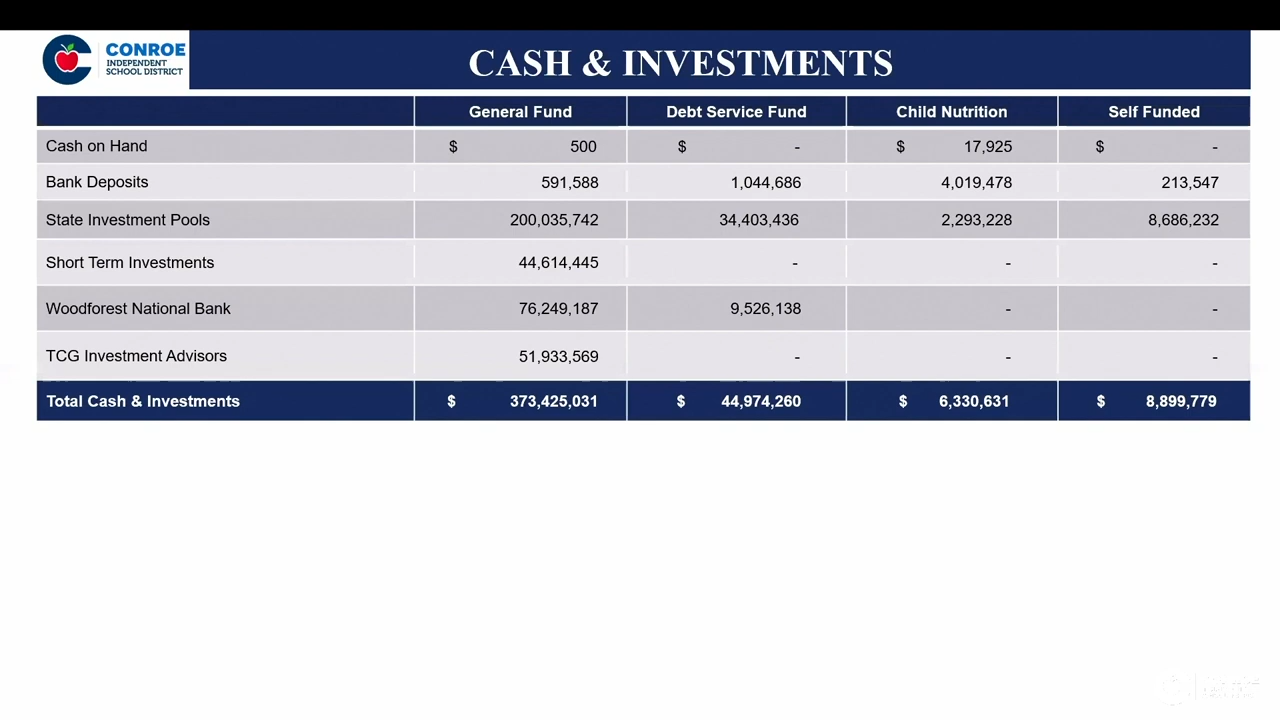 CONROE
INDEPENDENT
SCHOOL DISTRICT
CASH & INVESTMENTS
General Fund Debt Service Fund Child Nutrition Self Funded
Cash on Hand $ 500 $ - $ 17,925 $ -
Bank Deposits 591,588 1,044,686 4,019,478 213,547
State Investment Pools 200,035,742 34,403,436 2,293,228 8,686,232
Short Term Investments 44,614,445 - - -
Woodforest National Bank 76,249,187 9,526,138 - -
TCG Investment Advisors 51,933,569 - - -
Total Cash & Investments $ 373,425,031 $ 44,974,260 $ 6,330,631 $ 8,899,779